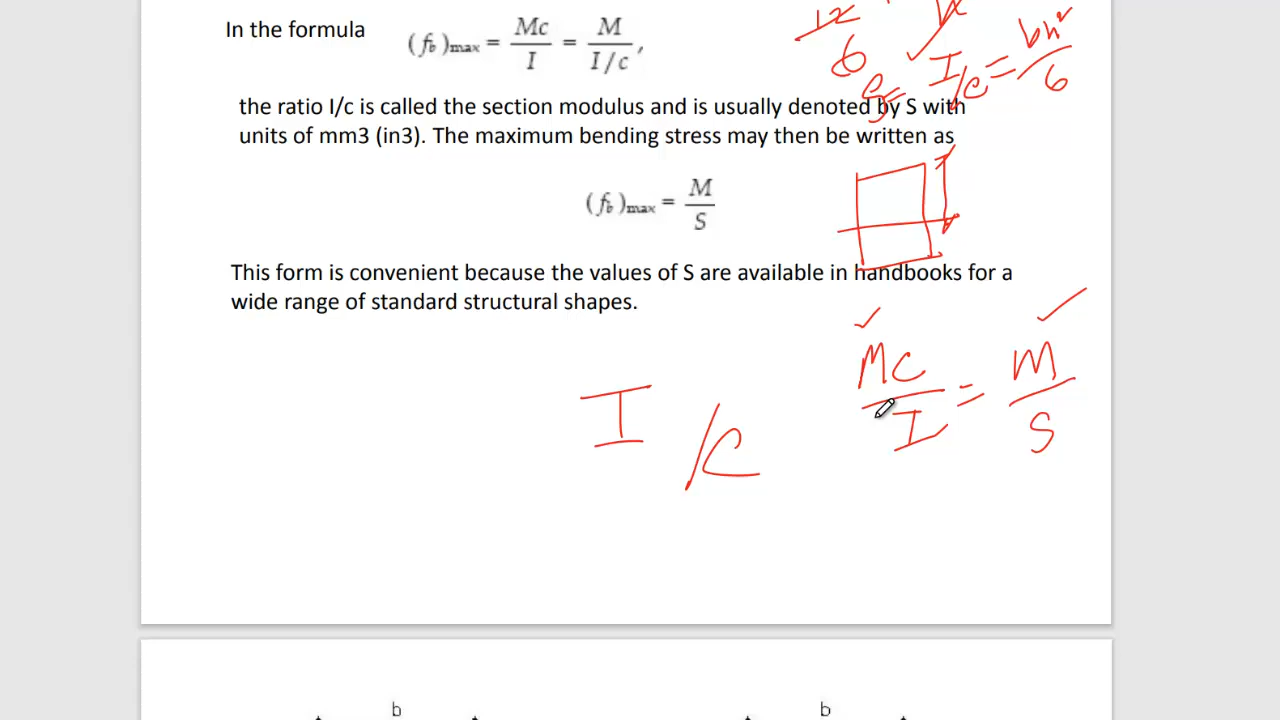 In the formula (fb)max = Mc/I = M/(I/c),
6
S = I/c = bh²/6
the ratio I/c is called the section modulus and is usually denoted by S with
units of mm3 (in3). The maximum bending stress may then be written as
(fb)max = M/S
This form is convenient because the values of S are available in handbooks for a
wide range of standard structural shapes.
Mc/I = M/S
I/c
b b